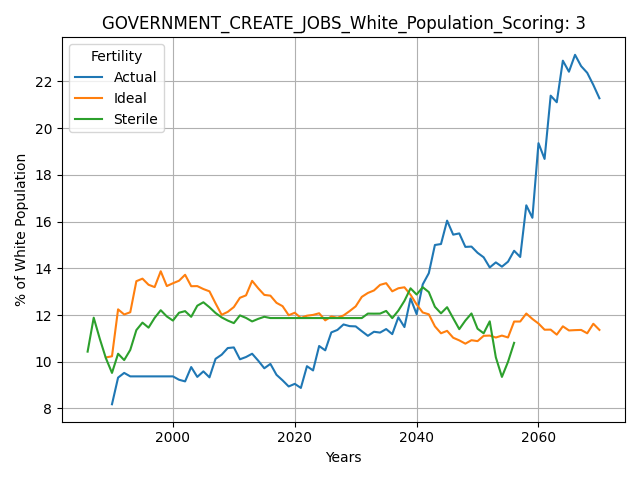 GOVERNMENT_CREATE_JOBS_White_Population_Scoring: 3
Fertility
Actual
Ideal
Sterile
% of White Population
22
20
18
16
14
12
10
8
2000 2020 2040 2060
Years